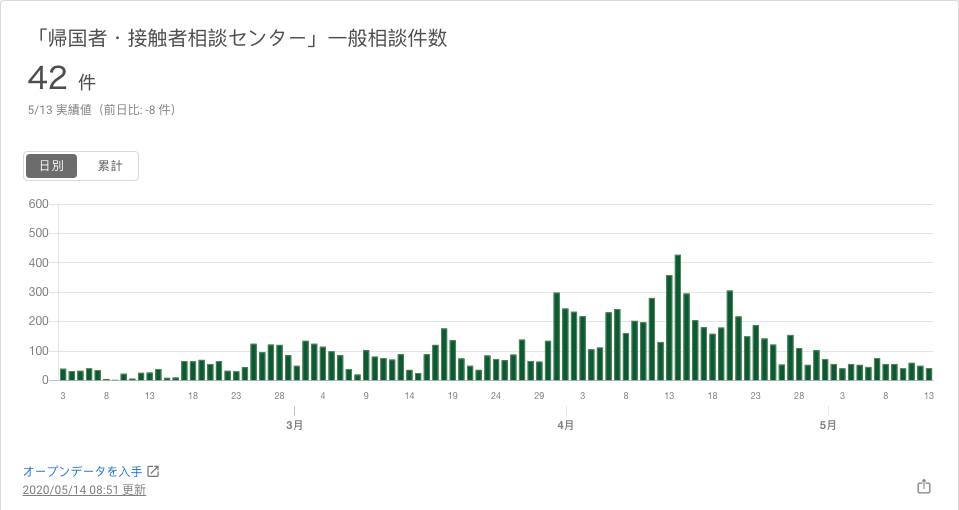 「帰国者・接触者相談センター」一般相談件数
42 件
5/13 実績値（前日比: -8 件）
日別 累計
600
500
400
300
200
100
0
3 8 13 18 23 28 4 9 14 19 24 29 3 8 13 18 23 28 3 8 13
3月 4月 5月
オープンデータを入手
2020/05/14 08:51 更新